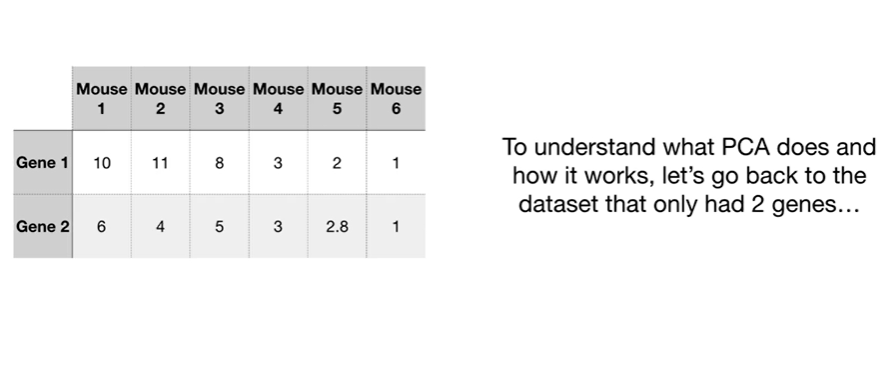 Mouse Mouse Mouse Mouse Mouse Mouse
1 2 3 4 5 6
Gene 1 10 11 8 3 2 1
Gene 2 6 4 5 3 2.8 1
To understand what PCA does and
how it works, let’s go back to the
dataset that only had 2 genes…